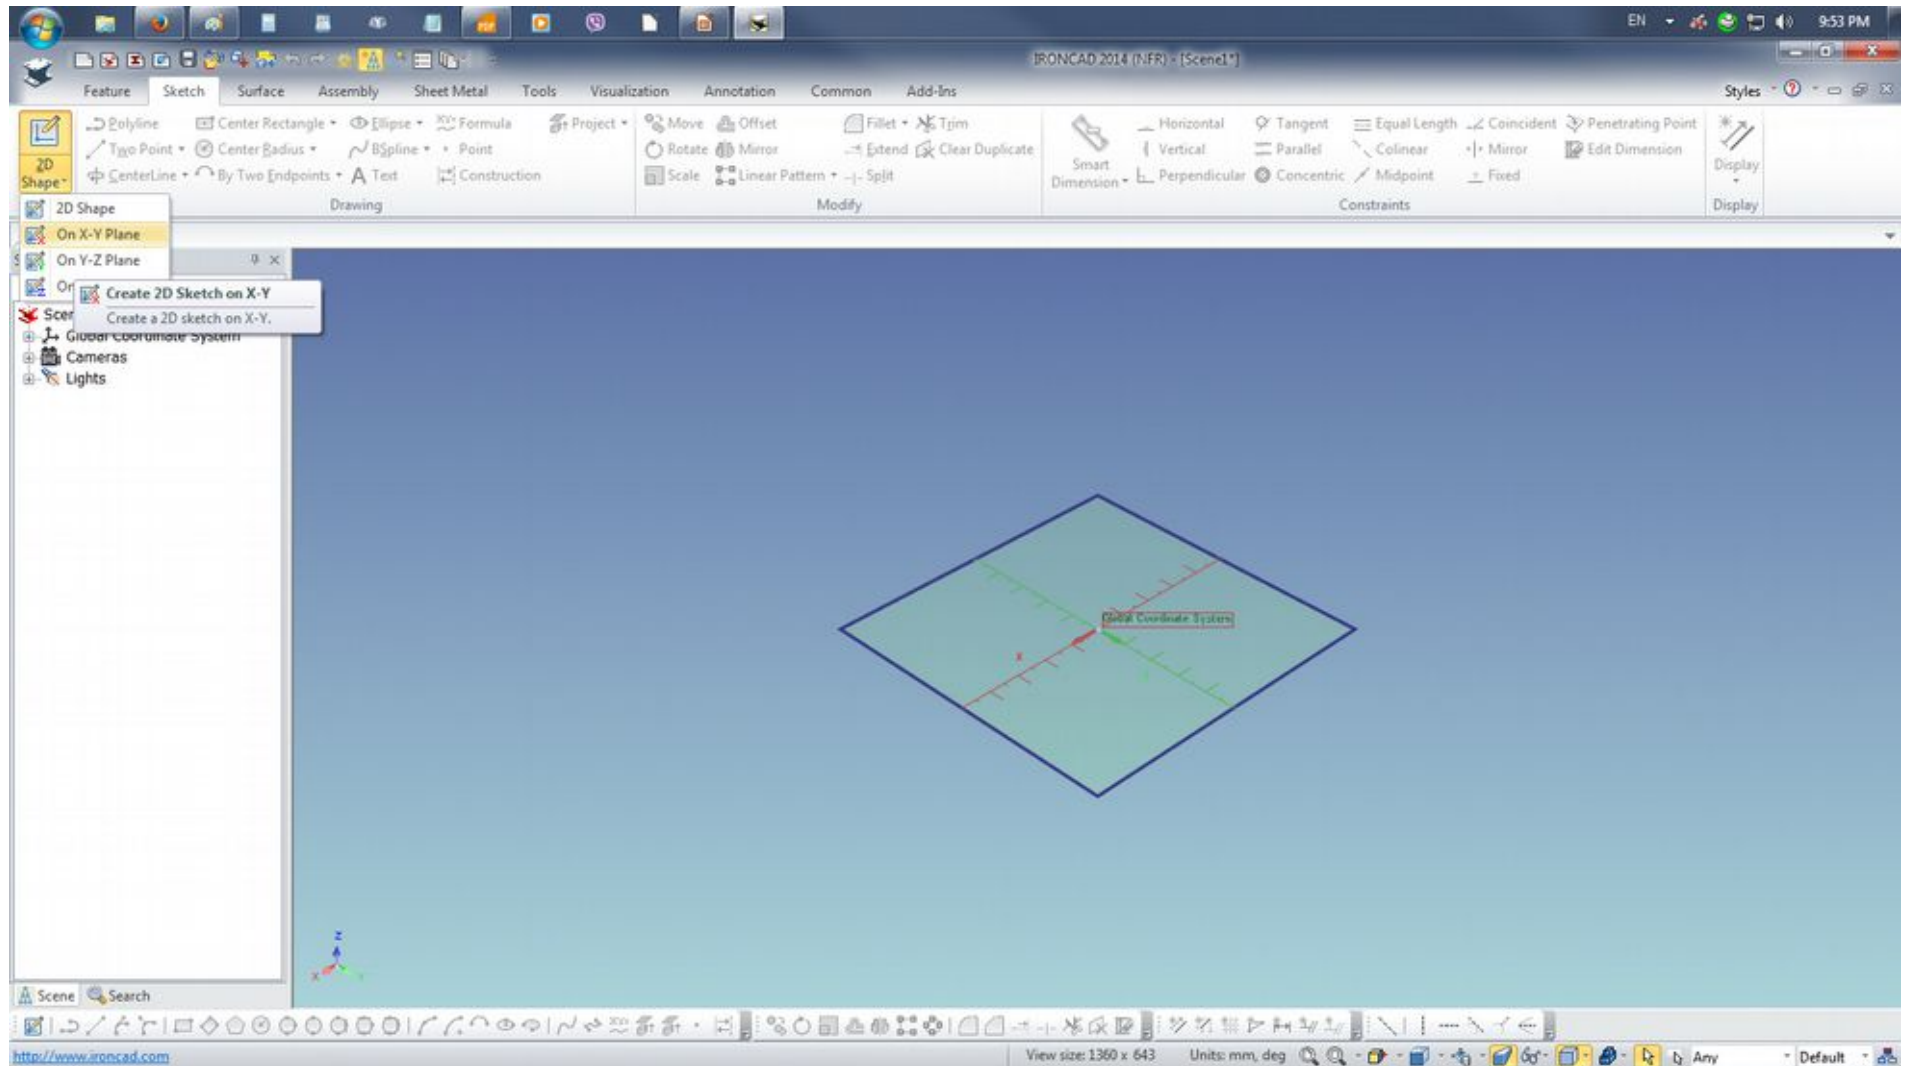 EN 9:53 PM
IRONCAD 2014 (NFR) - [Scene1*]
Feature Sketch Surface Assembly Sheet Metal Tools Visualization Annotation Common Add-Ins Styles
Polyline Center Rectangle Ellipse Formula Project Move Offset Fillet Trim Horizontal Tangent Equal Length Coincident Penetrating Point
Two Point Center Radius BSpline Point Rotate Mirror Extend Clear Duplicate Vertical Parallel Colinear Mirror Edit Dimension
CenterLine By Two Endpoints A Text Construction Scale Linear Pattern Split Perpendicular Concentric Midpoint Fixed
2D
Shape
Smart
Dimension
Display
Drawing Modify Constraints Display
2D Shape
On X-Y Plane
On Y-Z Plane
Create 2D Sketch on X-Y
Create a 2D sketch on X-Y.
Global Coordinate System
Cameras
Lights
Global Coordinate System
X
Z
X
Scene Search
http://www.ironcad.com View size: 1360 x 643 Units: mm, deg Any Default